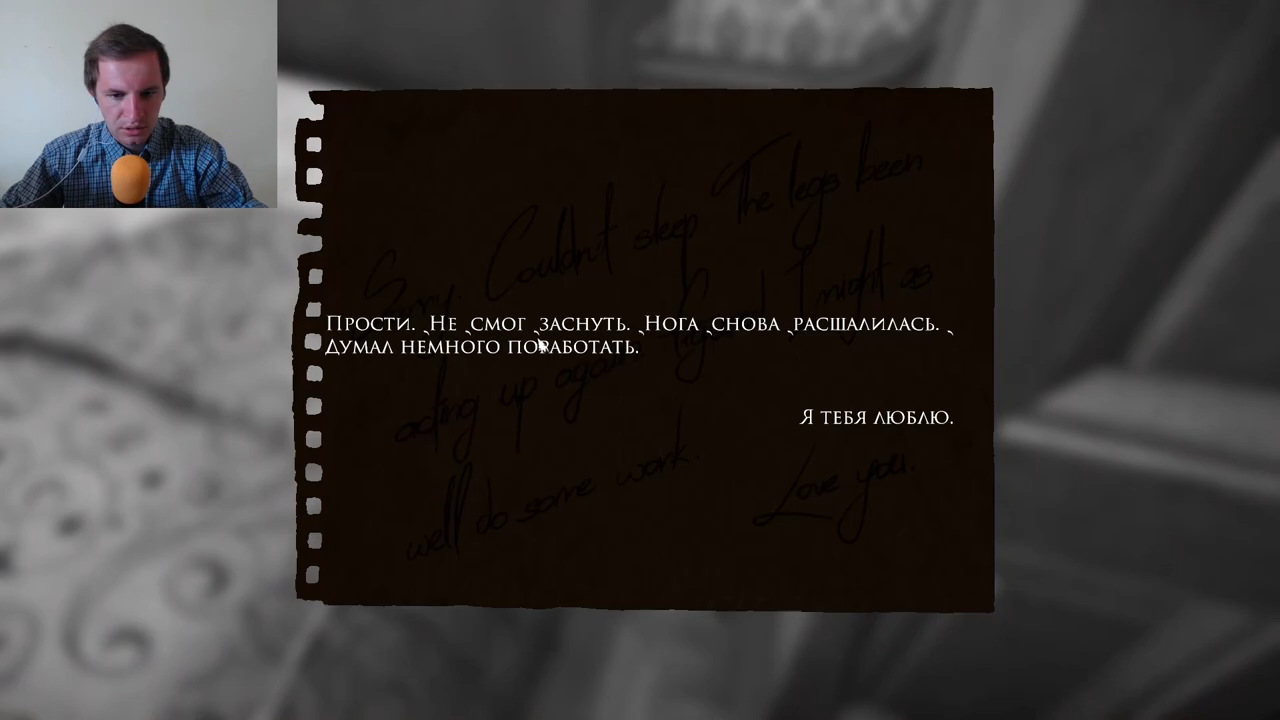 Прости. Не смог заснуть. Нога снова расшалилась.
Думал немного поработать.
Я тебя люблю.
Sorry. Couldn't sleep. The legs been
acting up again. Figured I might as
well do some work.
Love you.